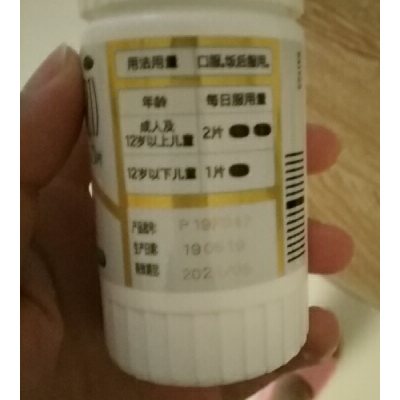 用法用量 口服。饭后服用。
年龄 每日服用量
成人及
12岁以上儿童 2片
12岁以下儿童 1片
产品批号:
生产日期: 190
有效期至: